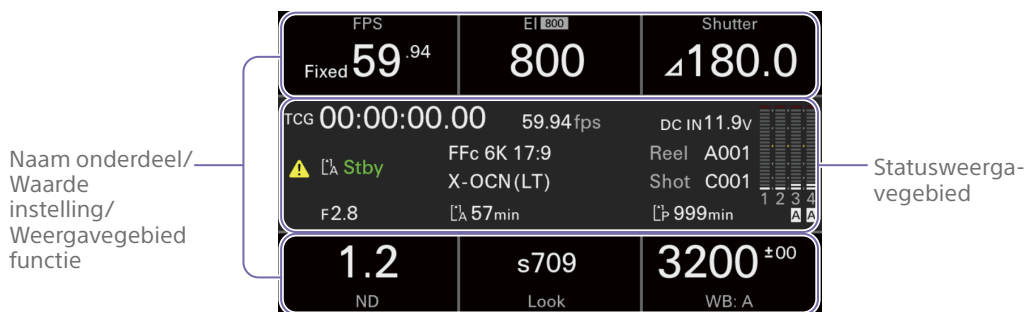 FPS
Fixed 59 .94
EI 800
800
Shutter
⊿180.0
TCG 00:00:00.00 59.94 fps DC IN 11.9V
A Stby FFc 6K 17:9 Reel A001
X-OCN(LT) Shot C001
F2.8 A 57min P 999min
1 2 3 4
A A
1.2
ND
s709
Look
3200 ±00
WB: A
Naam onderdeel/
Waarde
instelling/
Weergavegebied
functie
Statusweerga-
vegebied